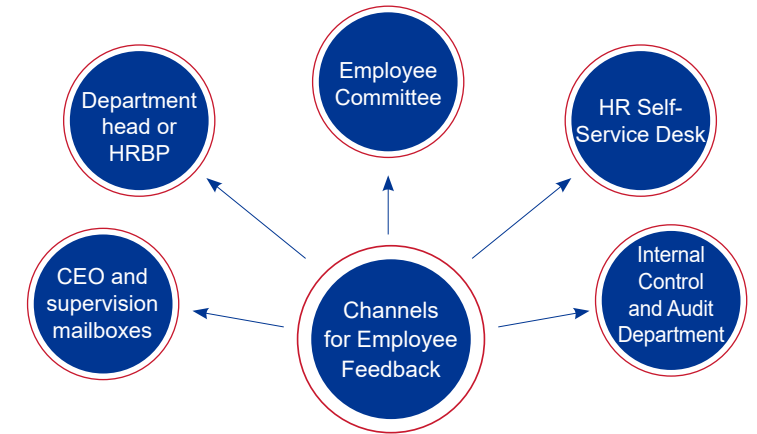 Employee
Committee
Department
head or
HRBP
HR Self-
Service Desk
CEO and
supervision
mailboxes
Internal
Control
and Audit
Department
Channels
for Employee
Feedback